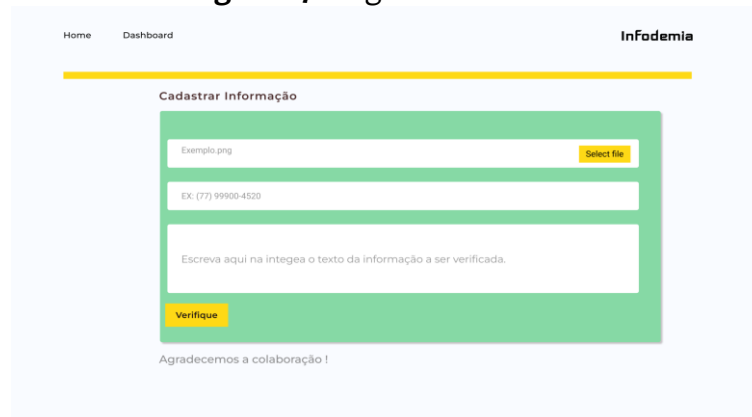 Home Dashboard Infodemia
Cadastrar Informação
Exemplo.png Select file
EX: (77) 99900-4520
Escreva aqui na integea o texto da informação a ser verificada.
Verifique
Agradecemos a colaboração !